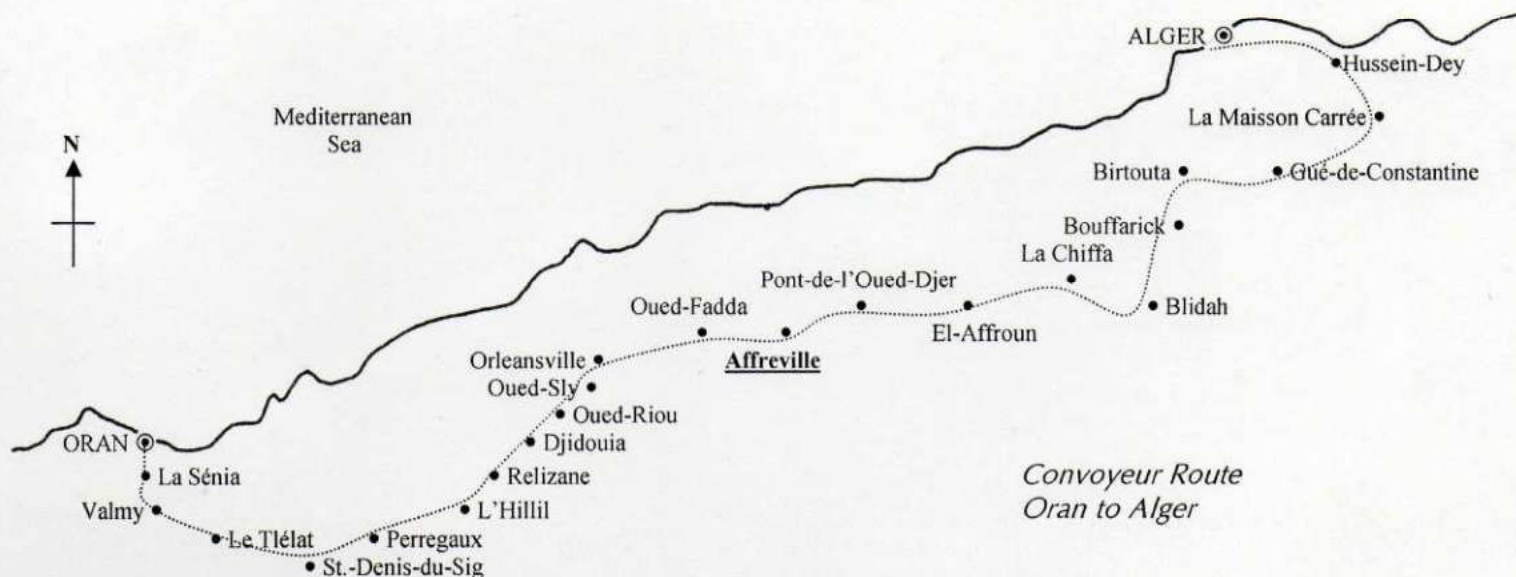 ALGER
Hussein-Dey
Mediterranean
Sea
La Maisson Carrée
N
Birtouta
Gué-de-Constantine
Bouffarick
La Chiffa
Pont-de-l'Oued-Djer
Oued-Fadda
Blidah
El-Affroun
Orleansville
Affreville
Oued-Sly
Oued-Riou
ORAN
Djidouia
La Sénia
Relizane
Convoyeur Route
Oran to Alger
Valmy
L'Hillil
Le Tlélat
Perregaux
St.-Denis-du-Sig